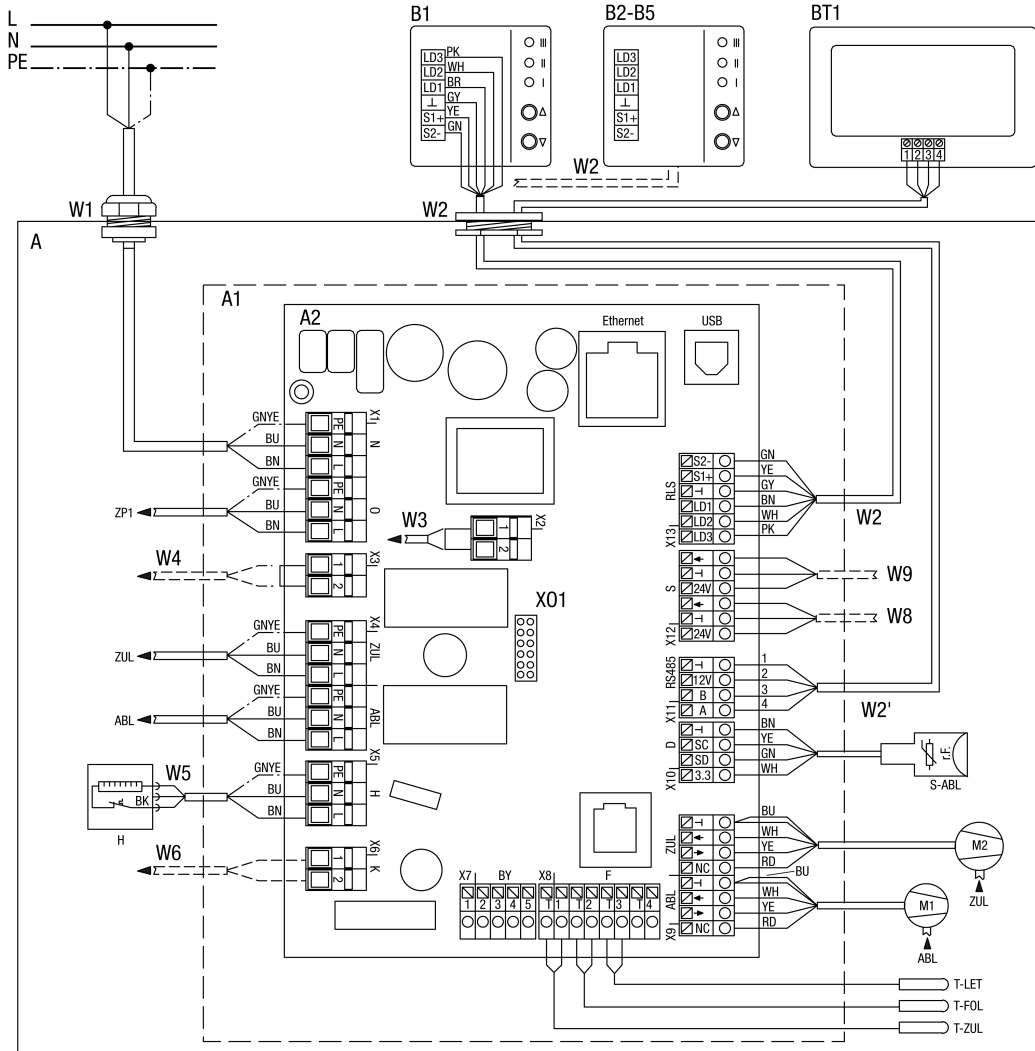 L
N
PE
B1
B2-B5
BT1
LD3 PK
LD2 WH
LD1 BR
⊥ GY
S1+ YE
S2- GN
III
II
I
LD3
LD2
LD1
⊥
S1+
S2-
III
II
I
1 2 3 4
W2
W1
W2
A
A1
A2
Ethernet
USB
X1
GNYE PE
BU N N
BN L
GNYE PE
ZP1 BU N O
BN L
W3
1
2
X2
W4
1
2
X3
X01
X4
GNYE PE
ZUL BU N ZUL
BN L
GNYE PE
ABL BU N ABL
BN L
X5
W5
GNYE PE
BU N H
BN L
BK
H
W6
1
2
X6
K
RLS
S2- GN
S1+ YE
⊥ GY
LD1 BN
LD2 WH
LD3 PK
X13
W2
S
⊥
24V
W9
⊥
24V
X12
W8
RS485
⊥ 1
12V 2
B 3
A 4
X11
W2'
D
⊥ BN
SC YE
SD GN
3.3 WH
X10
r.F.
S-ABL
ZUL
⊥ BU
WH
YE
NC RD
M2
ZUL
ABL
⊥ BU
WH
YE
NC RD
X9
M1
ABL
X7 BY X8 F
1 2 3 4 5 T 1 T 2 T 3 T 4
T-LET
T-FOL
T-ZUL